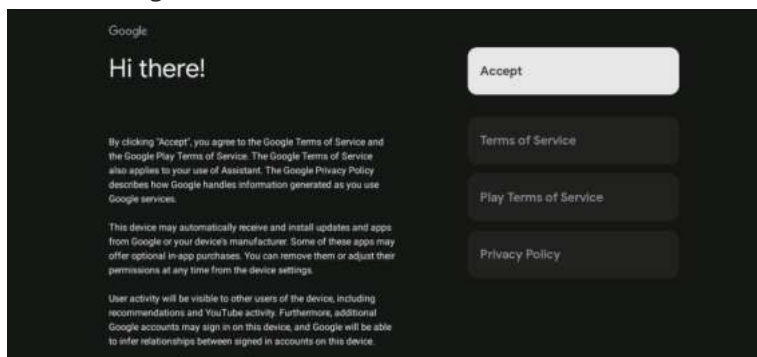 Google
Hi there!
By clicking "Accept", you agree to the Google Terms of Service and
the Google Play Terms of Service. The Google Terms of Service
also applies to your use of Assistant. The Google Privacy Policy
describes how Google handles information generated as you use
Google services.
This device may automatically receive and install updates and apps
from Google or your device's manufacturer. Some of these apps may
offer optional in-app purchases. You can remove them or adjust their
permissions at any time from the device settings.
User activity will be visible to other users of the device, including
recommendations and YouTube activity. Furthermore, additional
Google accounts may sign in on this device, and Google will be able
to infer relationships between signed in accounts on this device.
Accept
Terms of Service
Play Terms of Service
Privacy Policy